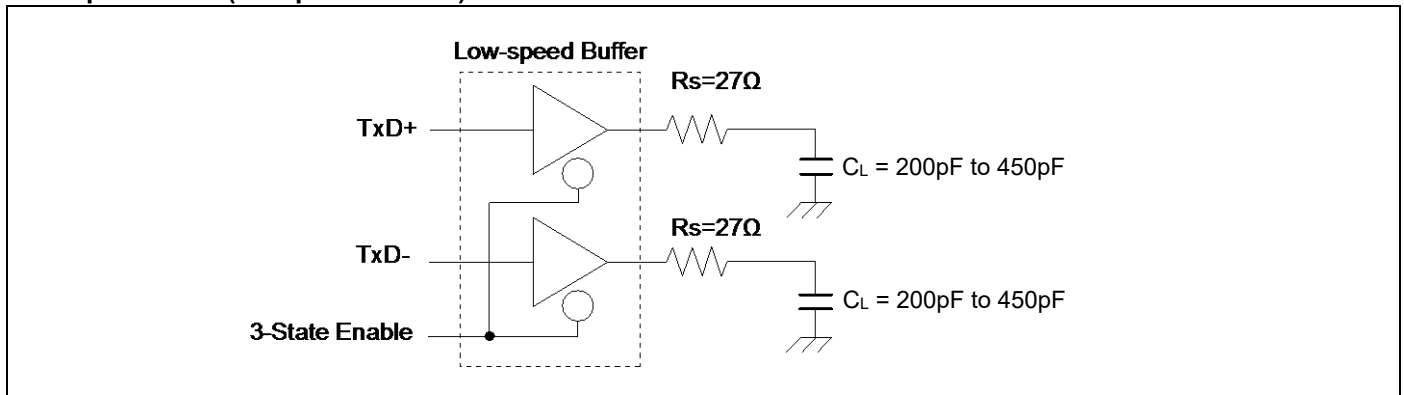 Low-speed Buffer
Rs=27Ω
TxD+
CL = 200pF to 450pF
Rs=27Ω
TxD-
CL = 200pF to 450pF
3-State Enable